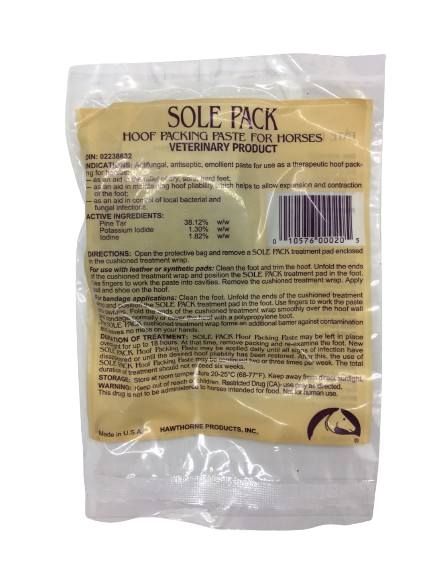 SOLE PACK
HOOF PACKING PASTE FOR HORSES
VETERINARY PRODUCT
DIN: 02238632
INDICATIONS: Antifungal, antiseptic, emollient paste for use as a therapeutic hoof pack-
ing for hooves:
— as an aid in the relief of dry, sore, hard feet;
— as an aid in maintaining hoof pliability which helps to allow expansion and contraction
of the foot;
— as an aid in control of local bacterial and
fungal infections.
ACTIVE INGREDIENTS:
Pine Tar 38.12% w/w
Potassium Iodide 1.30% w/w
Iodine 1.82% w/w
0 10576 00020 5
DIRECTIONS: Open the protective bag and remove a SOLE PACK treatment pad enclosed
in the cushioned treatment wrap.
For use with leather or synthetic pads: Clean the foot and trim the hoof. Unfold the ends
of the cushioned treatment wrap and position the SOLE PACK treatment pad in the foot.
Use fingers to work the paste into cavities. Remove the cushioned treatment wrap. Apply
pad and shoe on the foot.
For bandage applications: Clean the foot. Unfold the ends of the cushioned treatment
wrap and position the SOLE PACK treatment pad in the foot. Use fingers to work the paste
into cavities. Fold the ends of the cushioned treatment wrap smoothly over the hoof wall
and bandage normally or cover the hoof with a polypropylene boot.
The SOLE PACK cushioned treatment wrap forms an additional barrier against contamination
and leaves no mess on your hands.
DURATION OF TREATMENT: SOLE PACK Hoof Packing Paste may be left in place
overnight for up to 18 hours. At that time, remove packing and re-examine the foot. New
SOLE PACK Hoof Packing Paste may be applied daily until all signs of infection have
disappeared or until the desired hoof pliability has been restored. After this, the use of
SOLE PACK Hoof Packing Paste may be continued two or three times per week. The total
duration of treatment should not exceed six weeks.
STORAGE: Store at room temperature 20-25°C (68-77°F). Keep away from direct sunlight.
WARNING: Keep out of reach of children. Restricted Drug (CA)-use only as directed.
This drug is not to be administered to horses intended for food. Not for human use.
Made in U.S.A. HAWTHORNE PRODUCTS, INC.
®